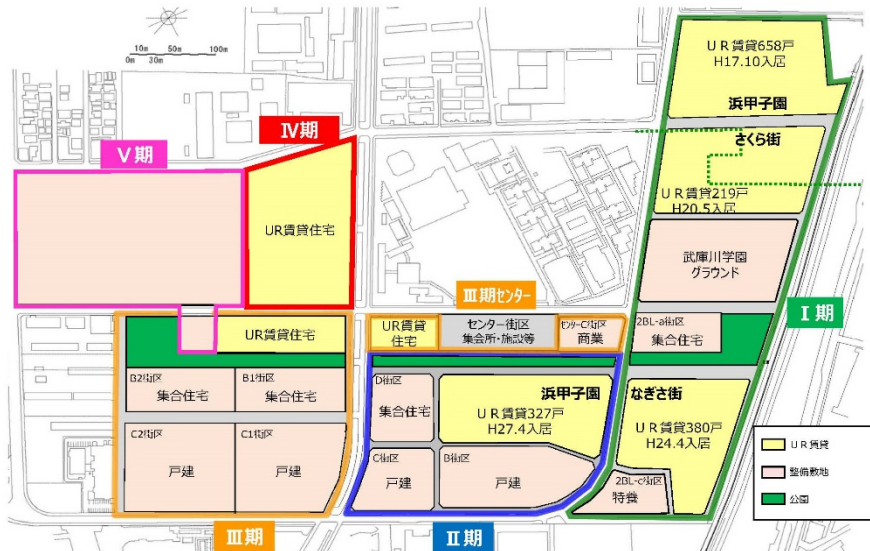 10m 50m 100m
0m 30m
UR賃貸658戸
H17.10入居
浜甲子園
さくら街
UR賃貸219戸
H20.5入居
武庫川学園
グラウンド
Ⅰ期
2BL-a街区
集合住宅
なぎさ街
UR賃貸380戸
H24.4入居
2BL-c街区
特養
Ⅴ期
Ⅳ期
UR賃貸住宅
Ⅲ期センター
UR賃貸
住宅
センター街区
集会所・施設等
センターC街区
商業
UR賃貸住宅
B2街区
集合住宅
B1街区
集合住宅
C2街区
戸建
C1街区
戸建
Ⅲ期
D街区
集合住宅
浜甲子園
UR賃貸327戸
H27.4入居
C街区
戸建
B街区
戸建
Ⅱ期
UR賃貸
整備敷地
公園